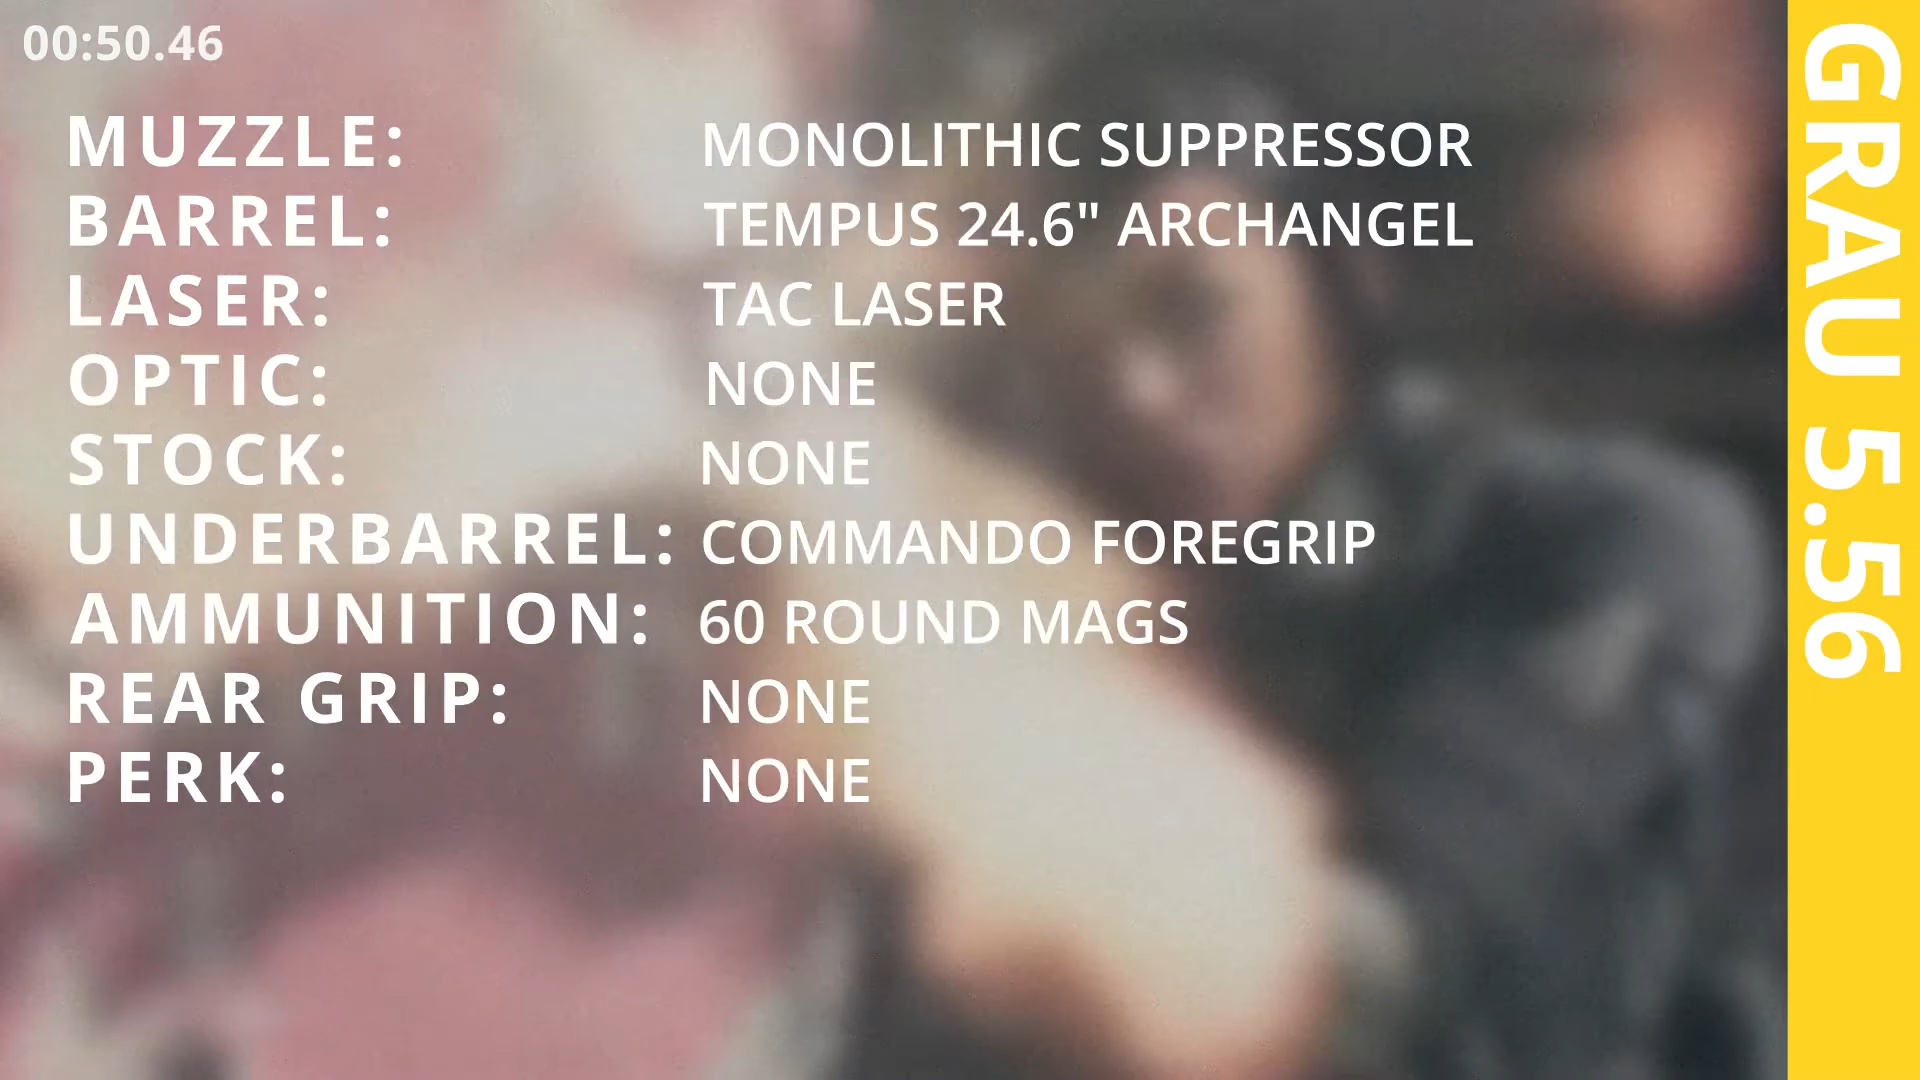 00:50.46
MUZZLE: MONOLITHIC SUPPRESSOR
BARREL: TEMPUS 24.6" ARCHANGEL
LASER: TAC LASER
OPTIC: NONE
STOCK: NONE
UNDERBARREL: COMMANDO FOREGRIP
AMMUNITION: 60 ROUND MAGS
REAR GRIP: NONE
PERK: NONE
GRAU 5.56